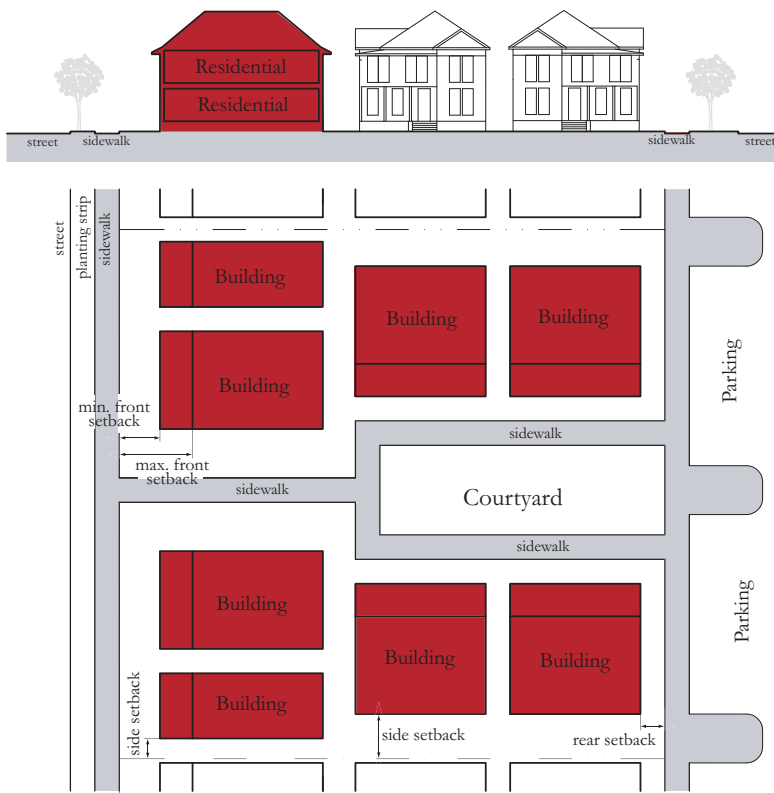 Residential
Residential
street
sidewalk
sidewalk
street
street
planting strip
sidewalk
Building
Building
Building
Building
Parking
min. front
setback
max. front
setback
sidewalk
sidewalk
Courtyard
sidewalk
Building
Building
Building
Building
Parking
side setback
side setback
rear setback